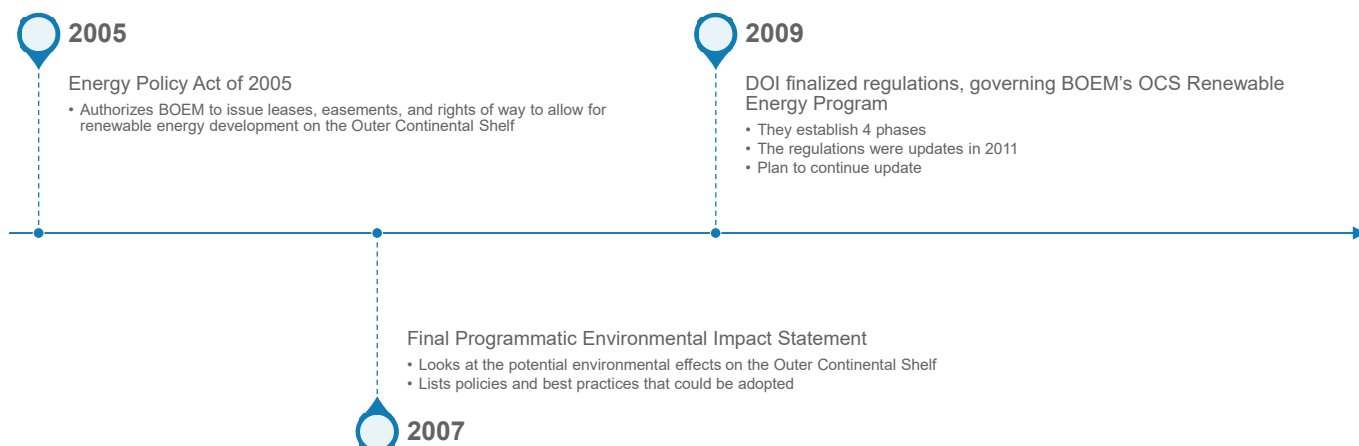 2005
Energy Policy Act of 2005
• Authorizes BOEM to issue leases, easements, and rights of way to allow for
renewable energy development on the Outer Continental Shelf
2009
DOI finalized regulations, governing BOEM's OCS Renewable
Energy Program
• They establish 4 phases
• The regulations were updates in 2011
• Plan to continue update
Final Programmatic Environmental Impact Statement
• Looks at the potential environmental effects on the Outer Continental Shelf
• Lists policies and best practices that could be adopted
2007